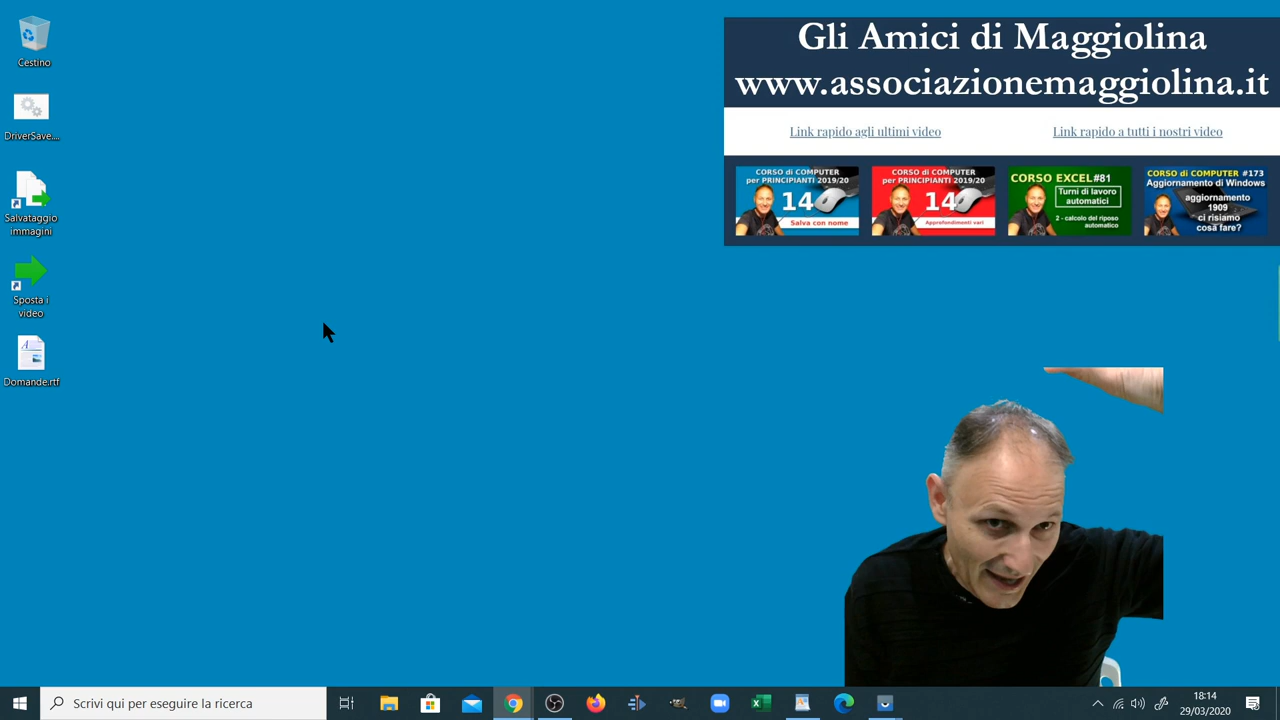 Cestino
DriverSave....
Salvataggio
immagini
Sposta i
video
Domande.rtf
Gli Amici di Maggiolina
www.associazionemaggiolina.it
Link rapido agli ultimi video
Link rapido a tutti i nostri video
CORSO di COMPUTER
per PRINCIPIANTI 2019/20
14
Salva con nome
CORSO di COMPUTER
per PRINCIPIANTI 2019/20
14
Approfondimenti vari
CORSO EXCEL#81
Turni di lavoro
automatici
2 - calcolo del riposo
automatico
CORSO di COMPUTER #173
Aggiornamento di Windows
aggiornamento
1909
ci risiamo
cosa fare?
Scrivi qui per eseguire la ricerca
18:14
29/03/2020